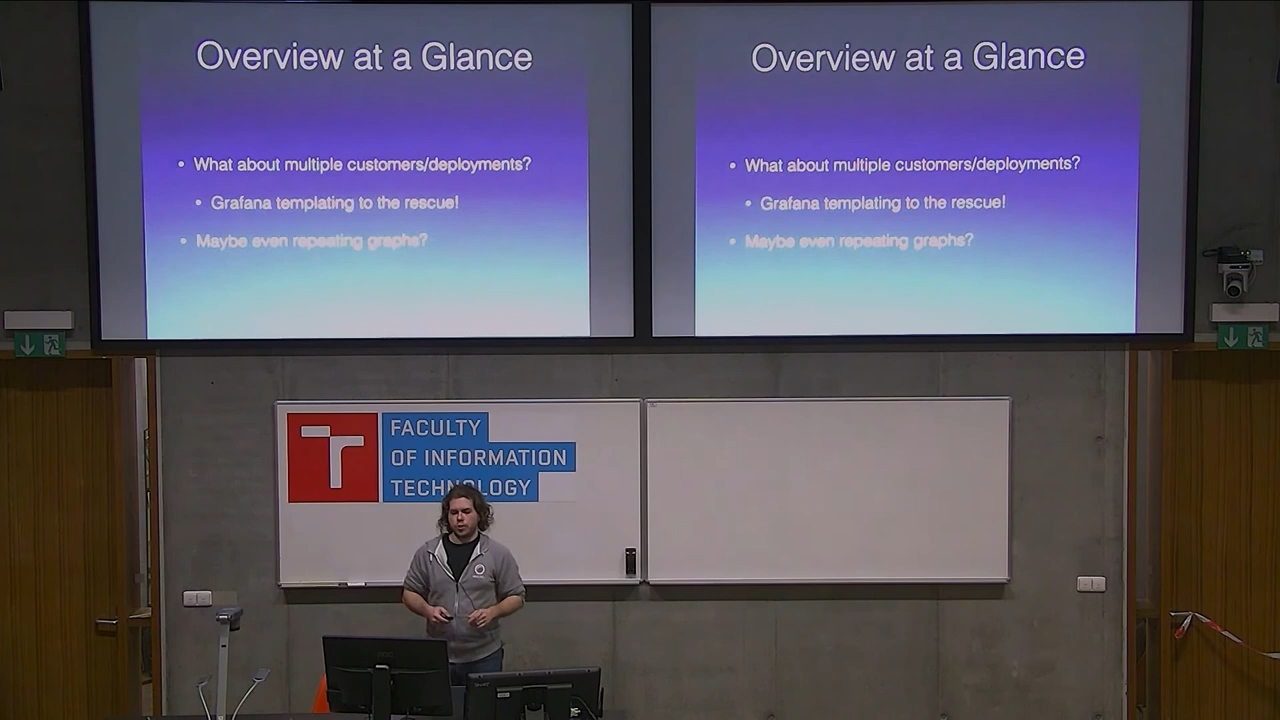 Overview at a Glance
• What about multiple customers/deployments?
• Grafana templating to the rescue!
• Maybe even repeating graphs?
Overview at a Glance
• What about multiple customers/deployments?
• Grafana templating to the rescue!
• Maybe even repeating graphs?
T FACULTY
OF INFORMATION
TECHNOLOGY